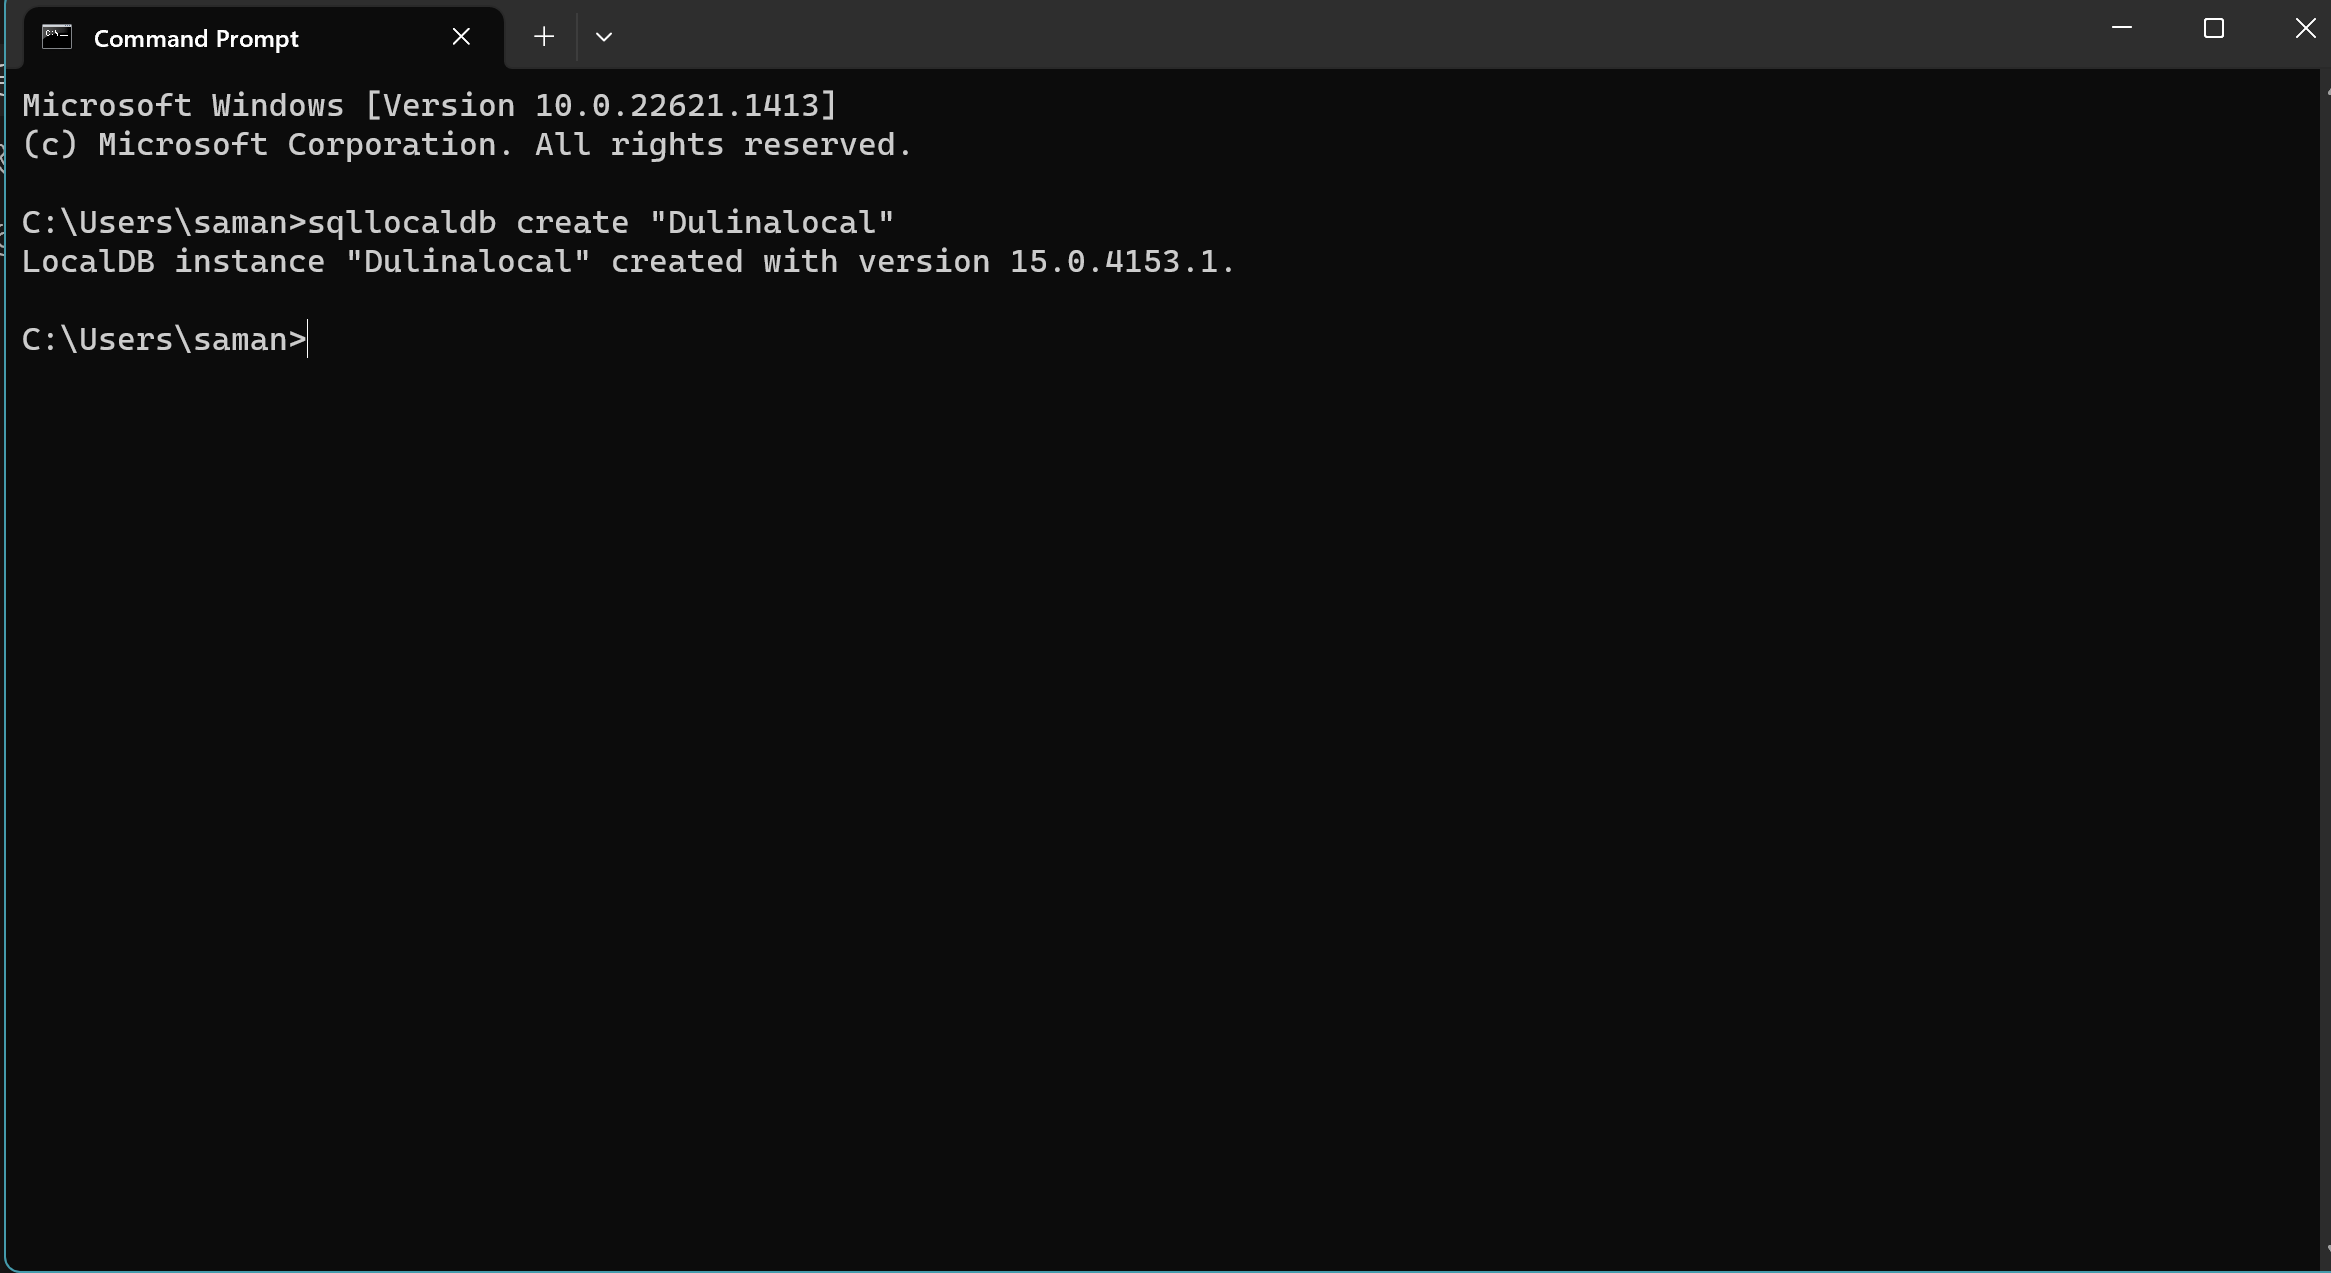 Command Prompt
Microsoft Windows [Version 10.0.22621.1413]
(c) Microsoft Corporation. All rights reserved.
C:\Users\saman>sqllocaldb create "Dulinalocal"
LocalDB instance "Dulinalocal" created with version 15.0.4153.1.
C:\Users\saman>